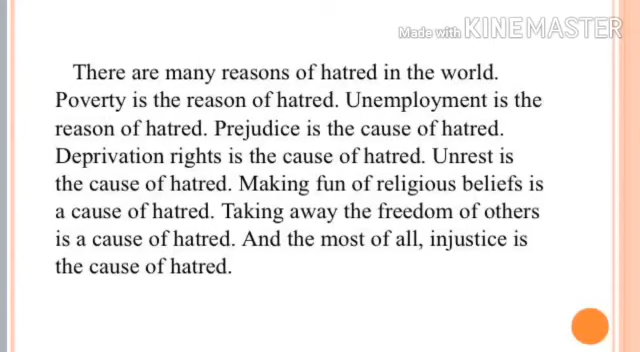 Made with KINEMASTER
There are many reasons of hatred in the world.
Poverty is the reason of hatred. Unemployment is the
reason of hatred. Prejudice is the cause of hatred.
Deprivation rights is the cause of hatred. Unrest is
the cause of hatred. Making fun of religious beliefs is
a cause of hatred. Taking away the freedom of others
is a cause of hatred. And the most of all, injustice is
the cause of hatred.